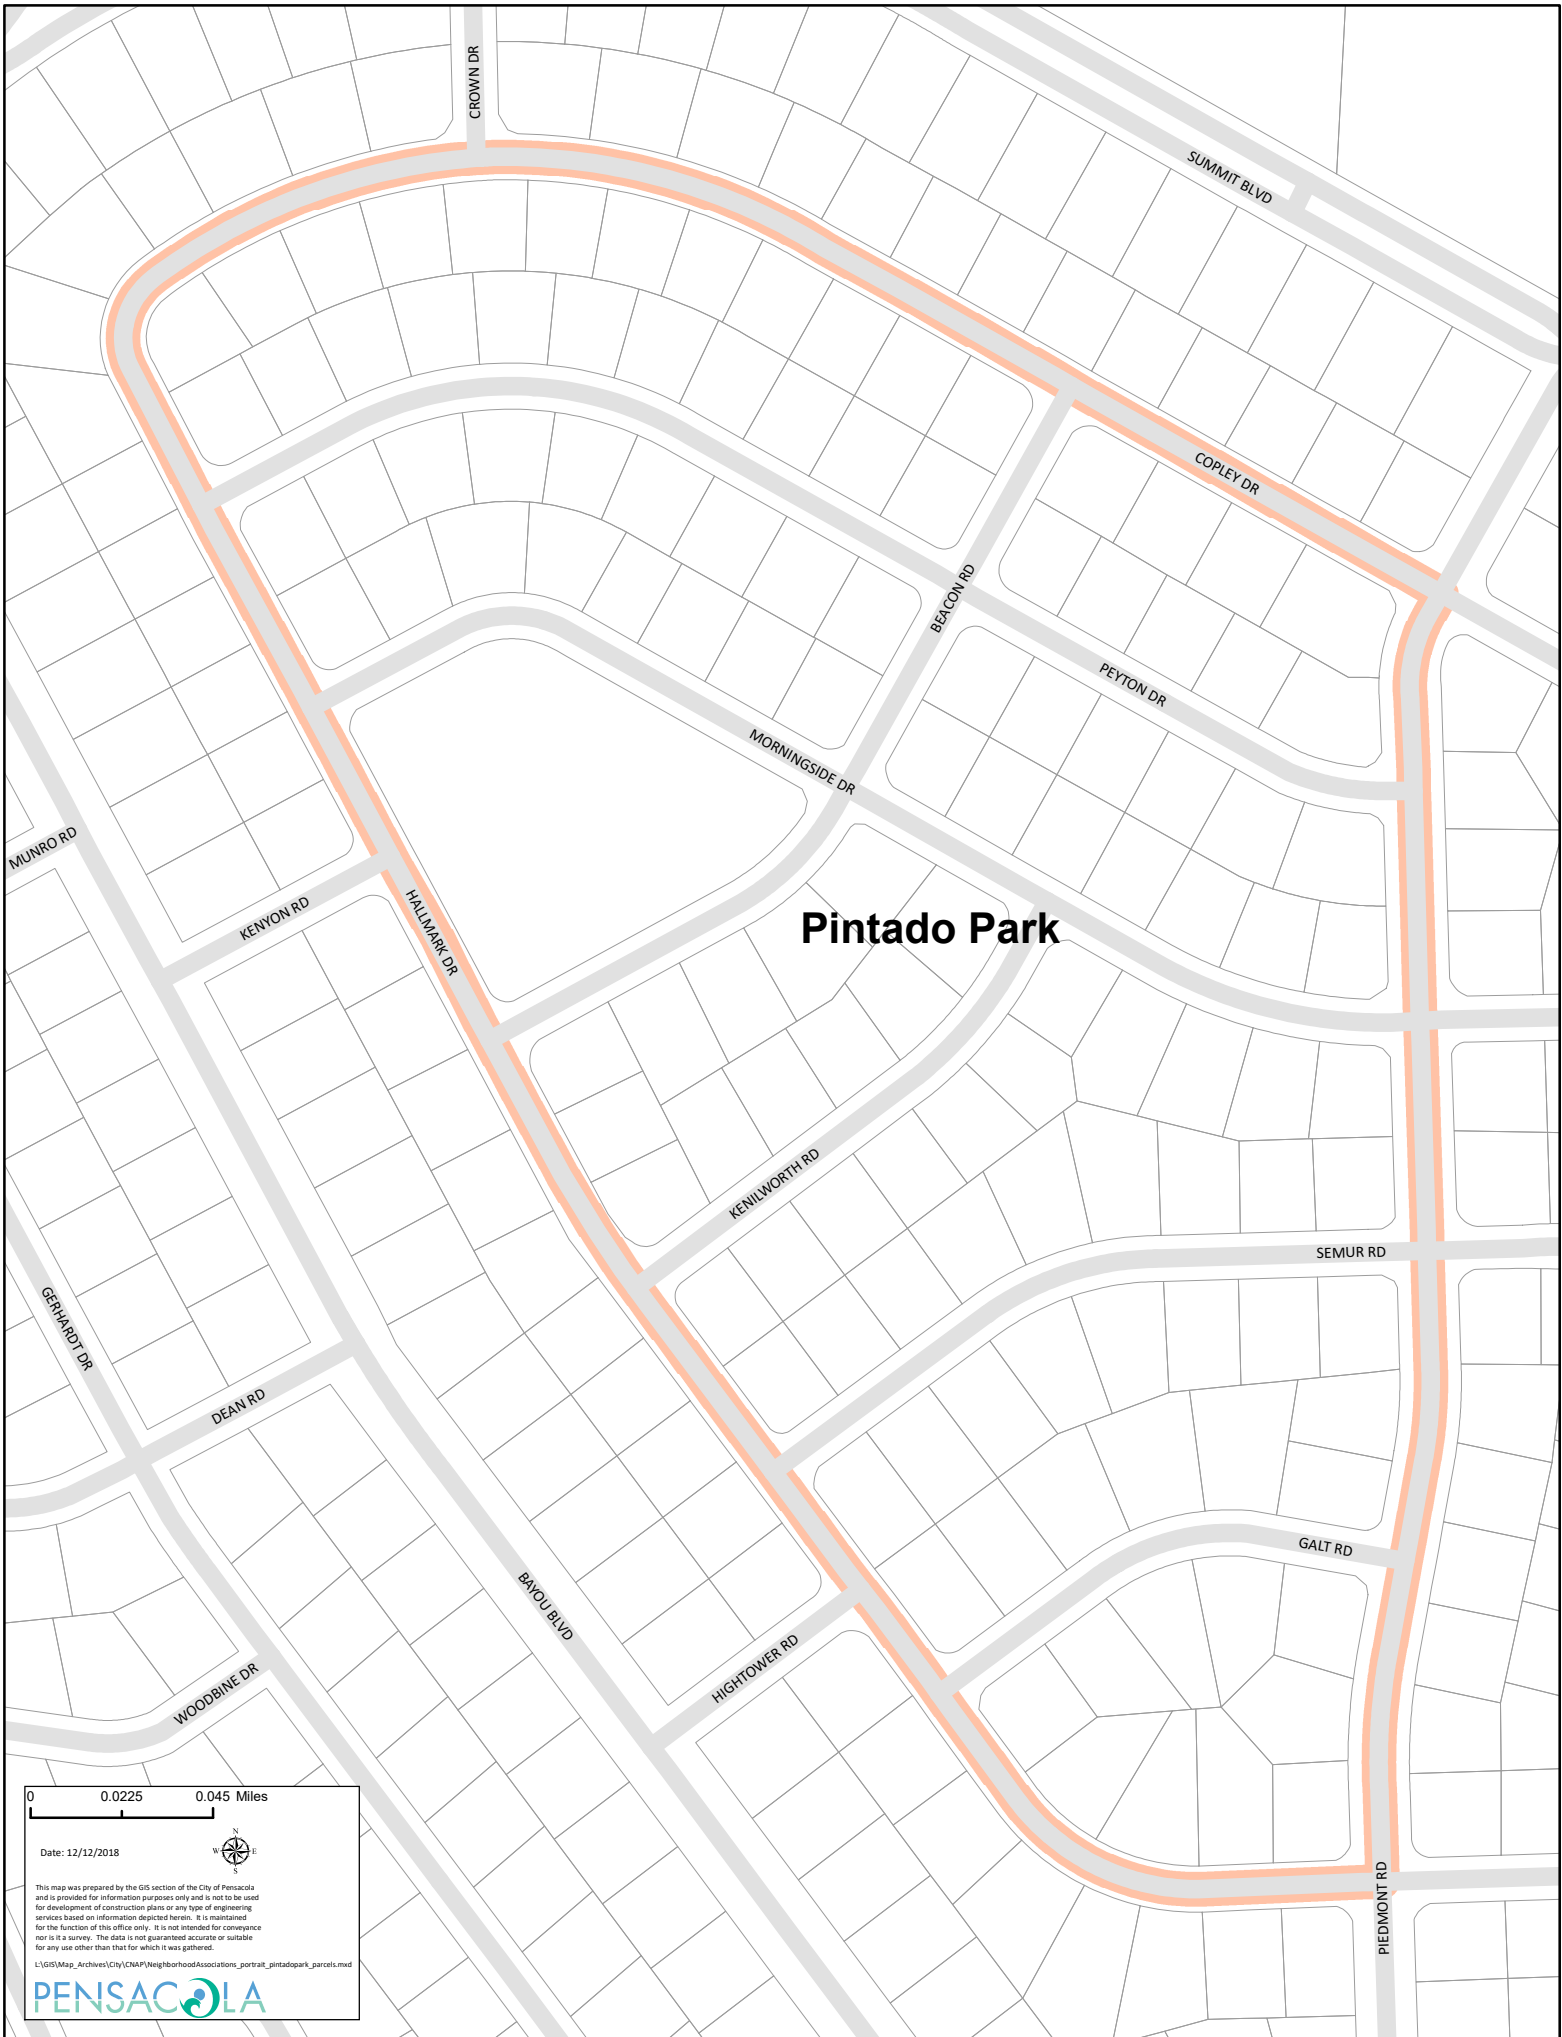 CROWN DR
SUMMIT BLVD
COPLEY DR
BEACON RD
PEYTON DR
MORNINGSIDE DR
MUNRO RD
KENYON RD
HALLMARK DR
Pintado Park
KENILWORTH RD
SEMUR RD
GERHARDT DR
DEAN RD
GALT RD
BAYOU BLVD
HIGHTOWER RD
WOODBINE DR
PIEDMONT RD
0 0.0225 0.045 Miles
Date: 12/12/2018
N
W E
S
This map was prepared by the GIS section of the City of Pensacola
and is provided for information purposes only and is not to be used
for development of construction plans or any type of engineering
services based on information depicted herein. It is maintained
for the function of this office only. It is not intended for conveyance
nor is it a survey. The data is not guaranteed accurate or suitable
for any use other than that for which it was gathered.
L:\GIS\Map_Archives\City\CNAP\NeighborhoodAssociations_portrait_pintadopark_parcels.mxd
PENSACOLA